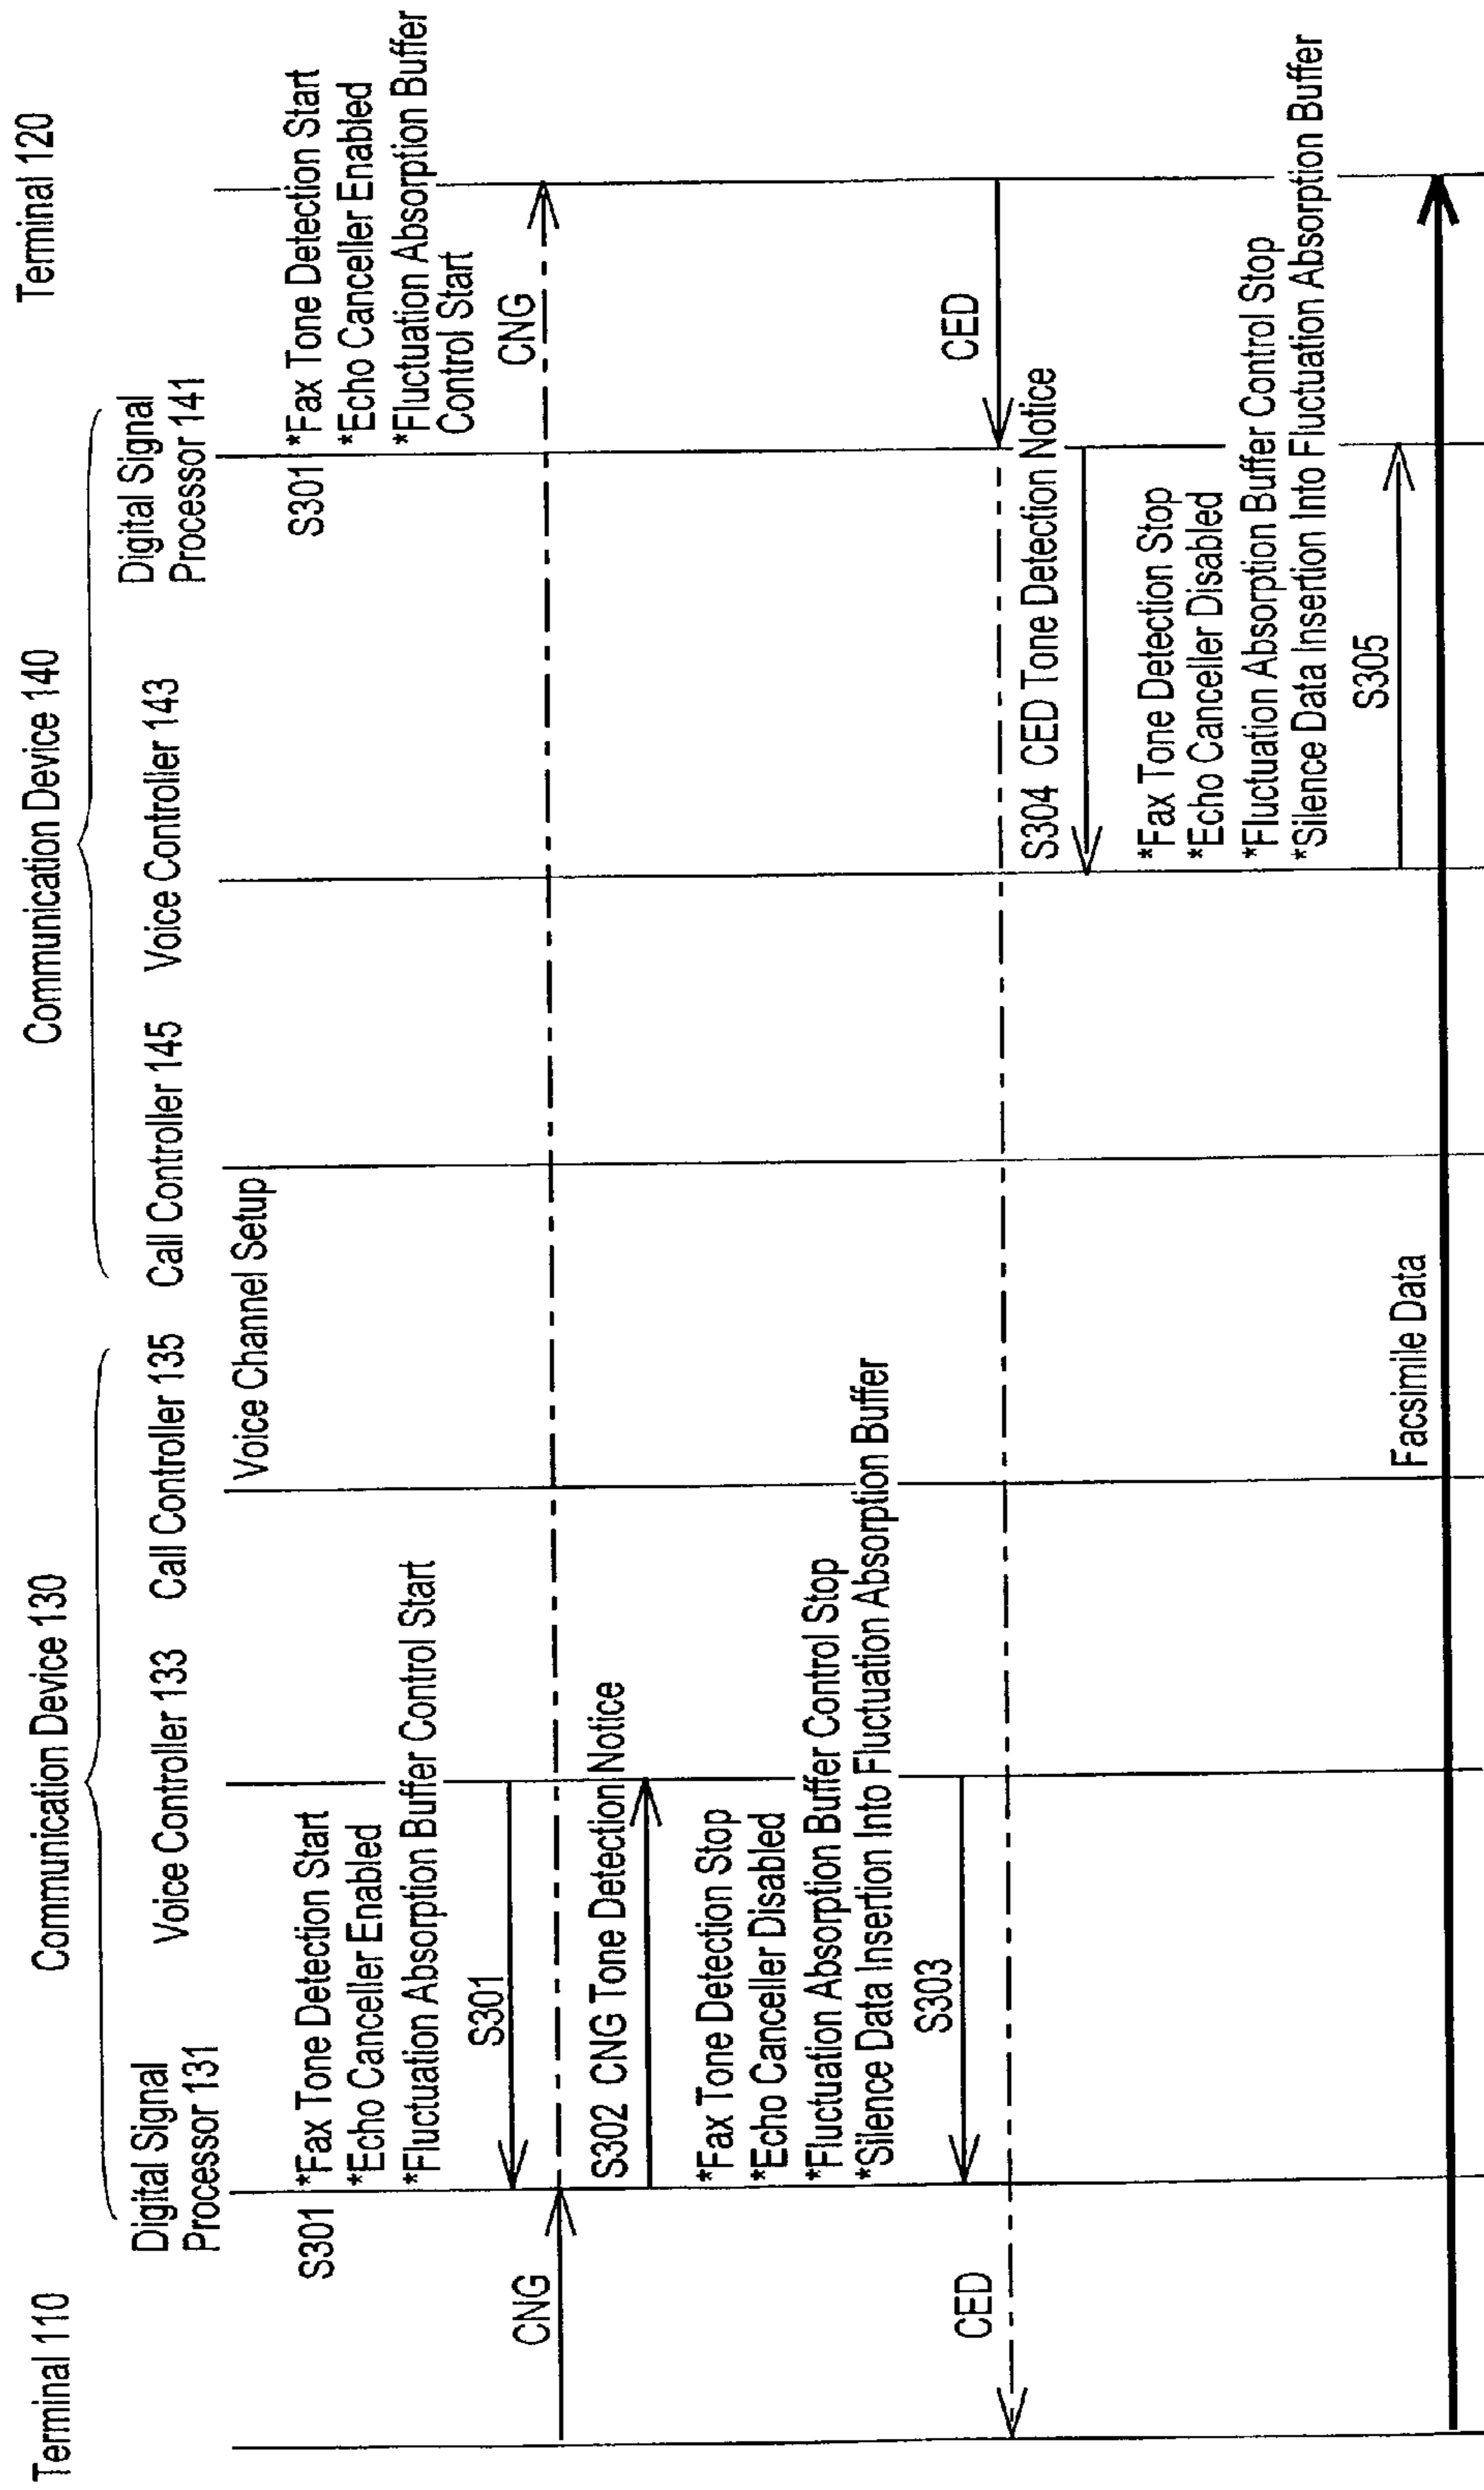 Terminal 110
Communication Device 130
Communication Device 140
Terminal 120
Digital Signal
Processor 131
Voice Controller 133
Call Controller 135
Call Controller 145
Voice Controller 143
Digital Signal
Processor 141
Voice Channel Setup
S301 *Fax Tone Detection Start
*Echo Canceller Enabled
*Fluctuation Absorption Buffer Control Start
S301
S301 *Fax Tone Detection Start
*Echo Canceller Enabled
*Fluctuation Absorption Buffer
Control Start
CNG
CNG
S302 CNG Tone Detection Notice
*Fax Tone Detection Stop
*Echo Canceller Disabled
*Fluctuation Absorption Buffer Control Stop
*Silence Data Insertion Into Fluctuation Absorption Buffer
S303
CED
CED
S304 CED Tone Detection Notice
*Fax Tone Detection Stop
*Echo Canceller Disabled
*Fluctuation Absorption Buffer Control Stop
*Silence Data Insertion Into Fluctuation Absorption Buffer
S305
Facsimile Data